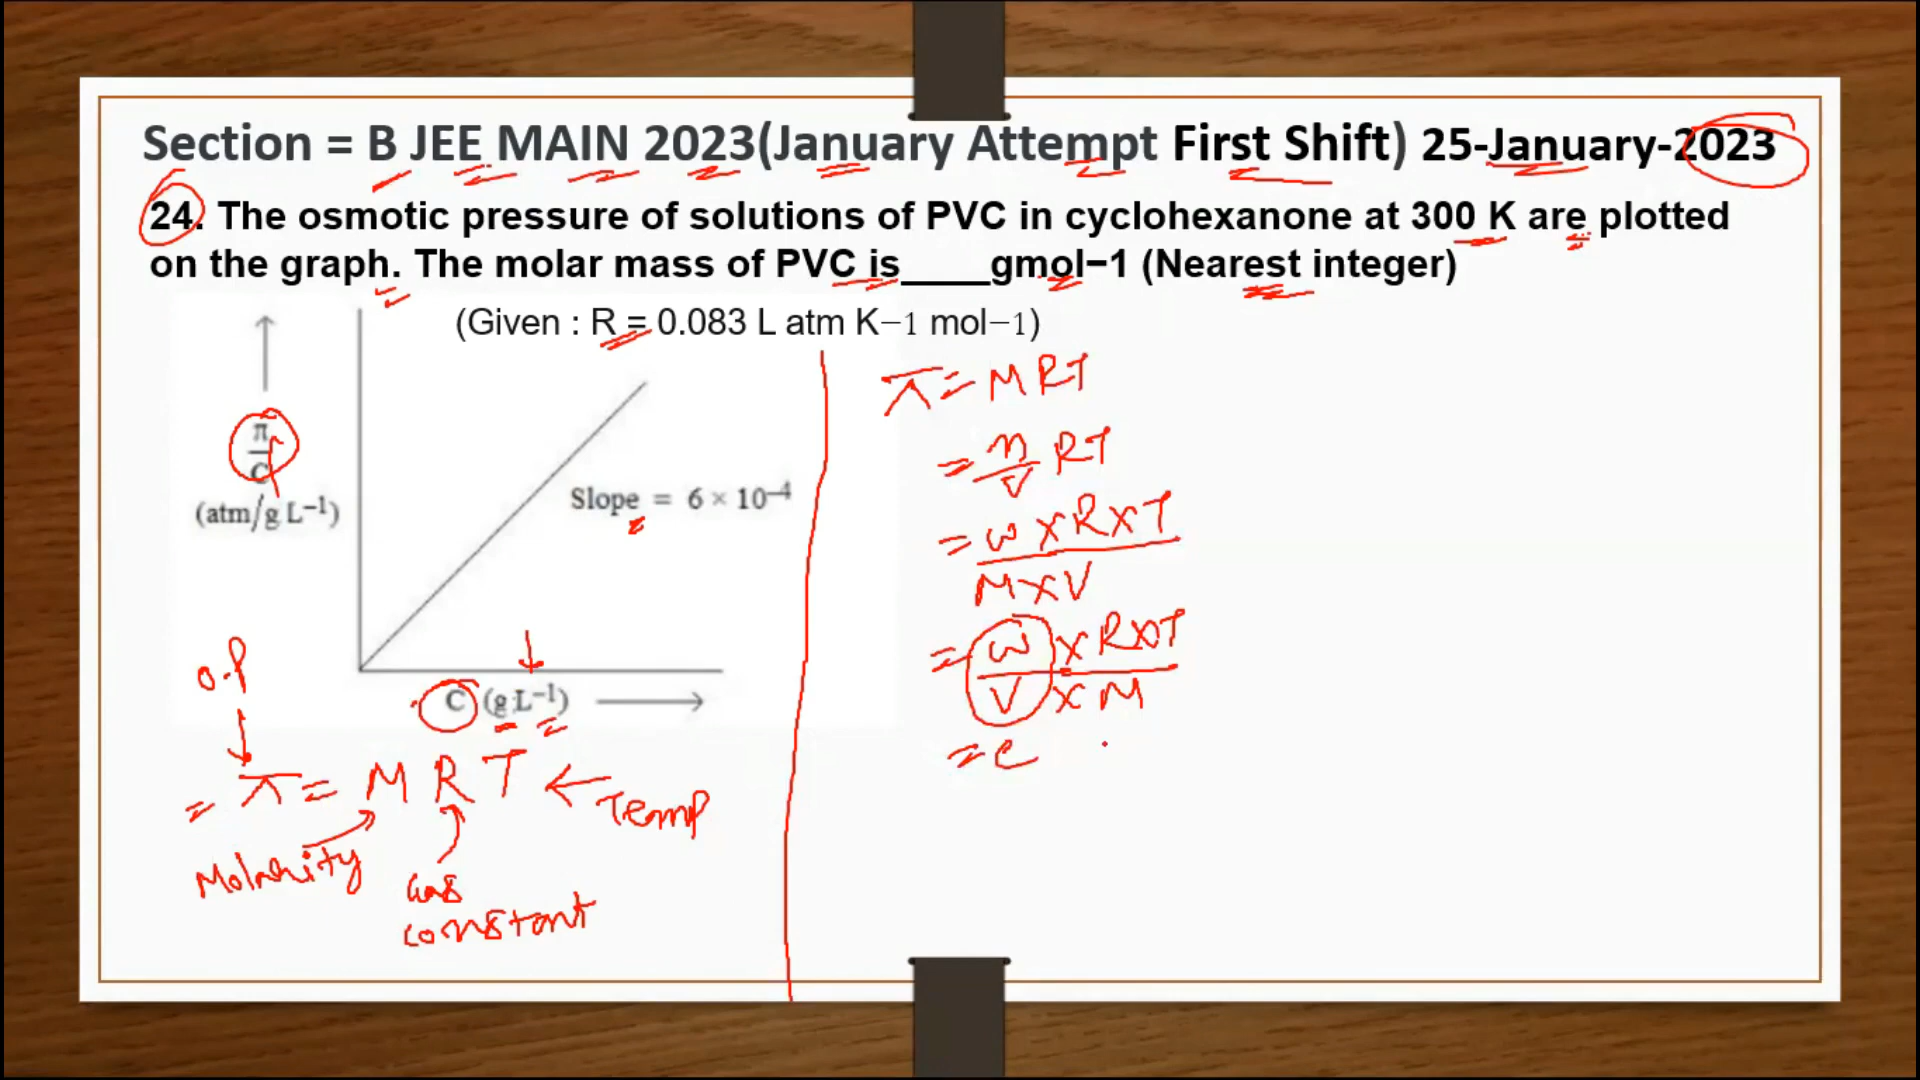 Section = B JEE MAIN 2023(January Attempt First Shift) 25-January-2023
24. The osmotic pressure of solutions of PVC in cyclohexanone at 300 K are plotted
on the graph. The molar mass of PVC is____gmol−1 (Nearest integer)
(Given : R = 0.083 L atm K−1 mol−1)
π/C
(atm/g L⁻¹)
Slope = 6 × 10⁻⁴
C (g L⁻¹)
o.p
= π = M R T ← Temp
Molarity
Gas
constant
π = M R T
= n/V RT
= w x R x T / M x V
= w/V x R x T / x M
= C